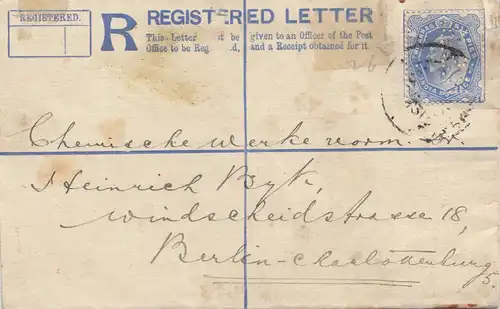 REGISTERED.
R
REGISTERED LETTER
This Letter must be given to an Officer of the Post
Office to be Registered, and a Receipt obtained for it.
Chemische Werke vorm.
Heinrich Byk,
Windscheidstrasse 18,
Berlin-Charlottenburg
5.